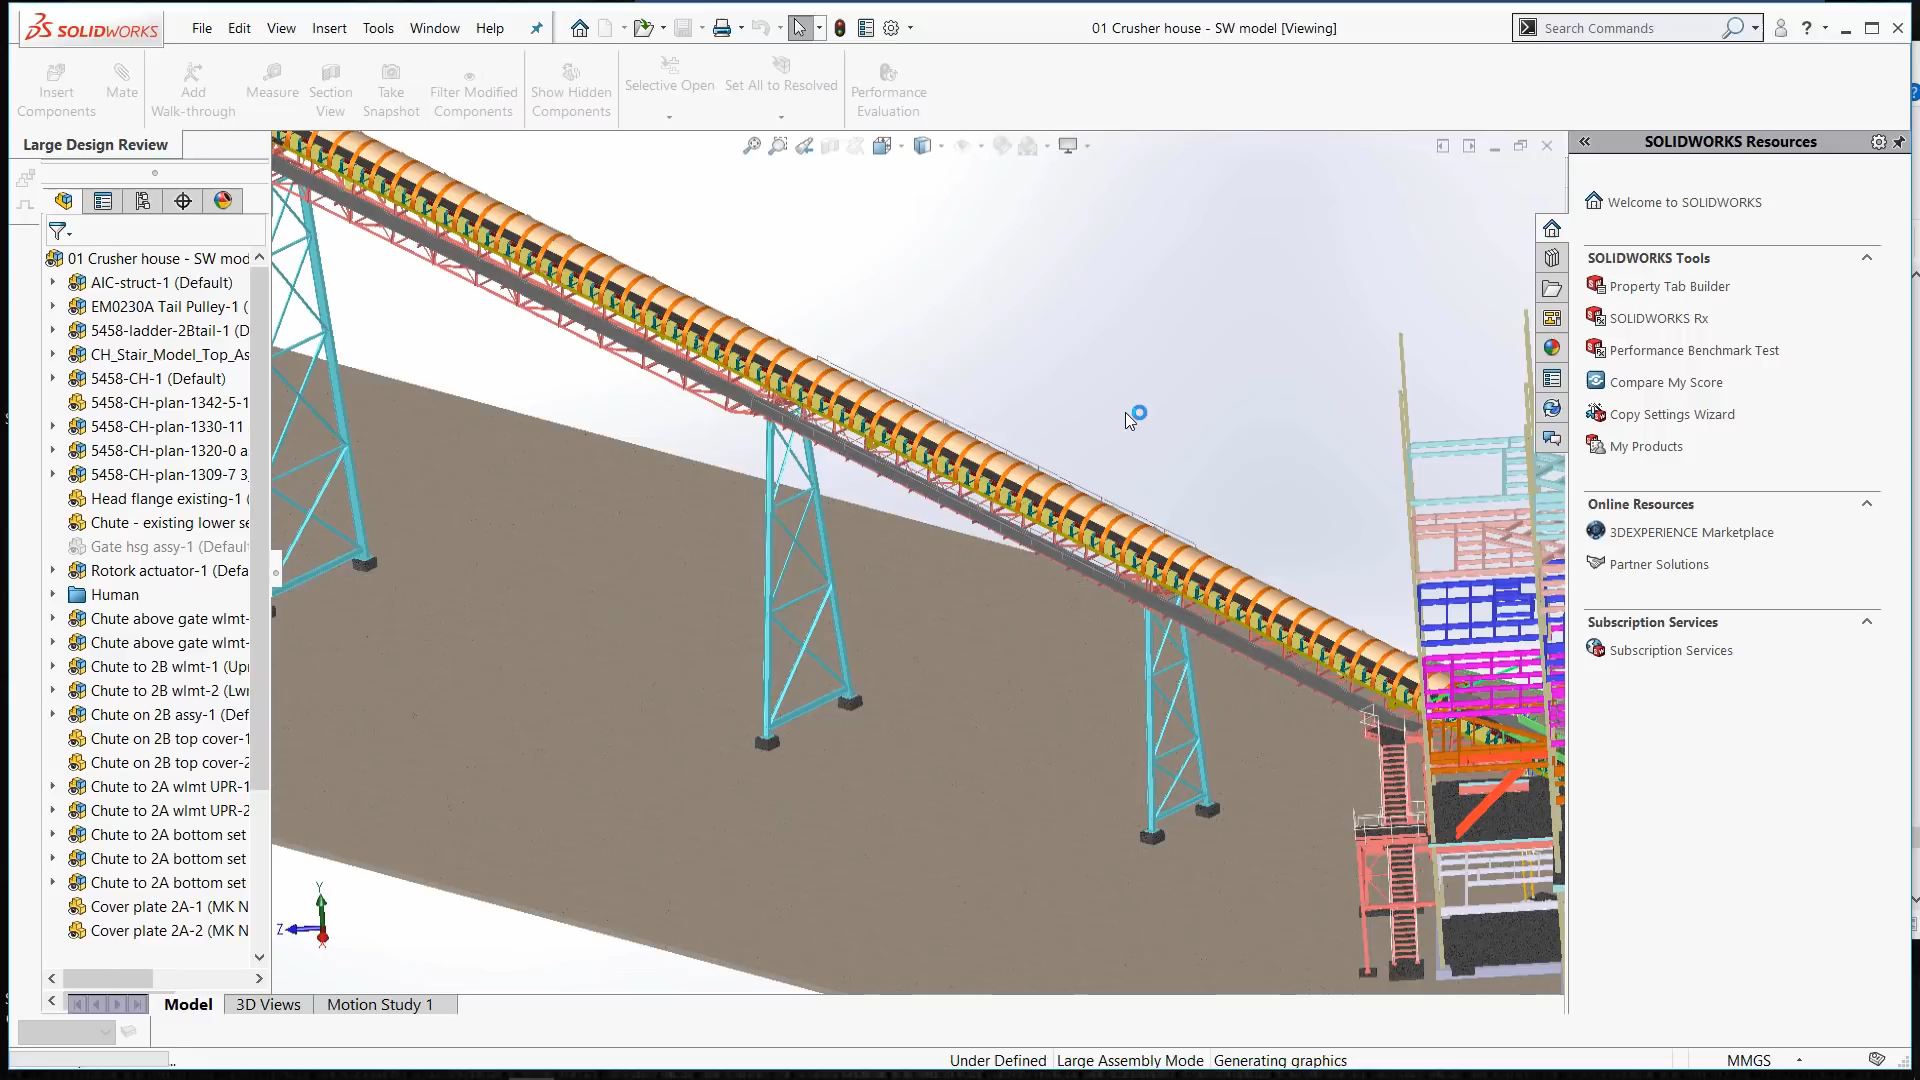 SOLIDWORKS
File Edit View Insert Tools Window Help
01 Crusher house - SW model [Viewing]
Search Commands
?
Insert Components
Mate
Add Walk-through
Measure
Section View
Take Snapshot
Filter Modified Components
Show Hidden Components
Selective Open
Set All to Resolved
Performance Evaluation
Large Design Review
01 Crusher house - SW mod
AIC-struct-1 (Default)
EM0230A Tail Pulley-1 (
5458-ladder-2Btail-1 (D
CH_Stair_Model_Top_As
5458-CH-1 (Default)
5458-CH-plan-1342-5-1
5458-CH-plan-1330-11
5458-CH-plan-1320-0 a
5458-CH-plan-1309-7 3
Head flange existing-1 (
Chute - existing lower se
Gate hsg assy-1 (Defaul
Rotork actuator-1 (Defa
Human
Chute above gate wlmt-
Chute above gate wlmt-
Chute to 2B wlmt-1 (Up
Chute to 2B wlmt-2 (Lwr
Chute on 2B assy-1 (Def
Chute on 2B top cover-1
Chute on 2B top cover-2
Chute to 2A wlmt UPR-1
Chute to 2A wlmt UPR-2
Chute to 2A bottom set
Chute to 2A bottom set
Chute to 2A bottom set
Cover plate 2A-1 (MK N
Cover plate 2A-2 (MK N
Y
Z
X
Model
3D Views
Motion Study 1
SOLIDWORKS Resources
Welcome to SOLIDWORKS
SOLIDWORKS Tools
Property Tab Builder
SOLIDWORKS Rx
Performance Benchmark Test
Compare My Score
Copy Settings Wizard
My Products
Online Resources
3DEXPERIENCE Marketplace
Partner Solutions
Subscription Services
Subscription Services
Under Defined
Large Assembly Mode
Generating graphics
MMGS